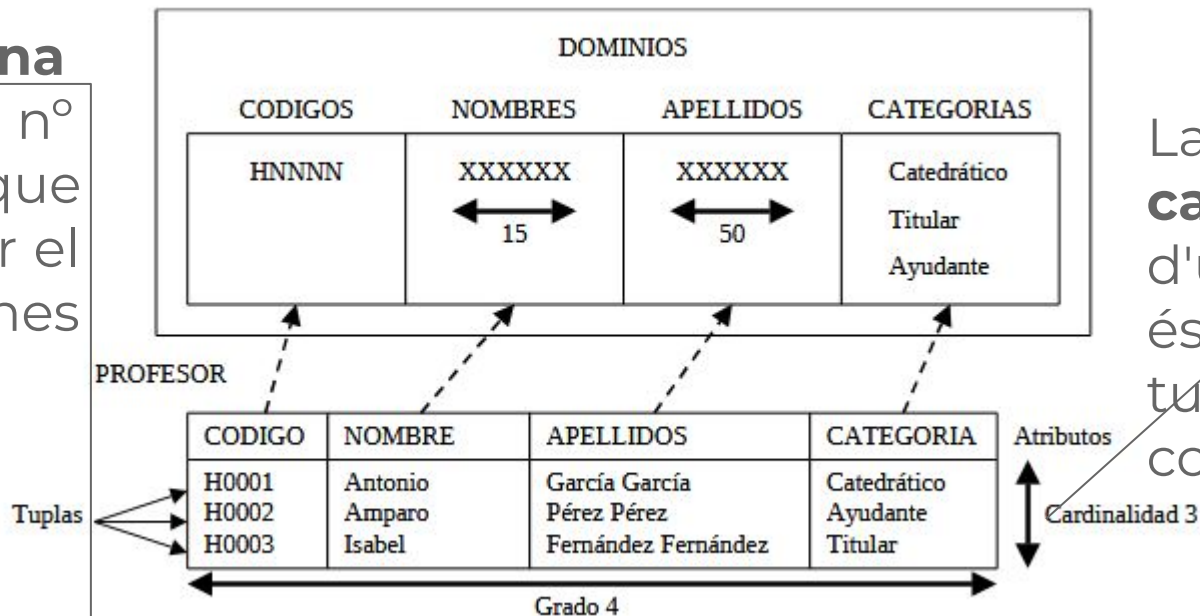 na
nº
que
r el
nes
DOMINIOS
CODIGOS NOMBRES APELLIDOS CATEGORIAS
HNNNN XXXXXX XXXXXX Catedrático
15 50 Titular
Ayudante
PROFESOR
CODIGO NOMBRE APELLIDOS CATEGORIA Atributos
H0001 Antonio García García Catedrático
Tuplas H0002 Amparo Pérez Pérez Ayudante Cardinalidad 3
H0003 Isabel Fernández Fernández Titular
Grado 4
La
ca
d'u
és
tu
co